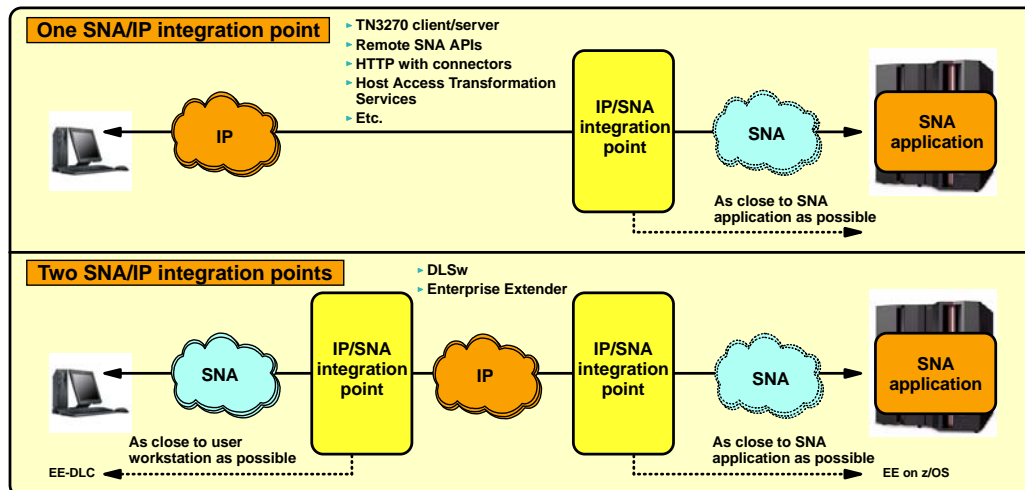 One SNA/IP integration point
TN3270 client/server
Remote SNA APIs
HTTP with connectors
Host Access Transformation
Services
Etc.
IP
IP/SNA
integration
point
SNA
SNA
application
As close to SNA
application as possible
Two SNA/IP integration points
DLSw
Enterprise Extender
SNA
IP/SNA
integration
point
IP
IP/SNA
integration
point
SNA
SNA
application
As close to user
workstation as possible
As close to SNA
application as possible
EE-DLC
EE on z/OS